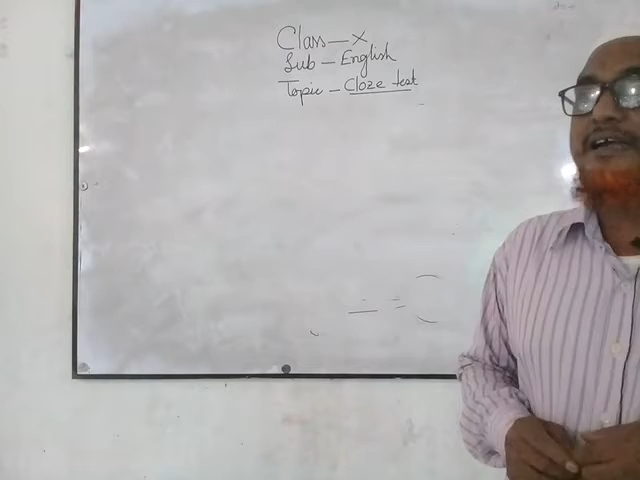 Class – X
Sub – English
Topic – Cloze test